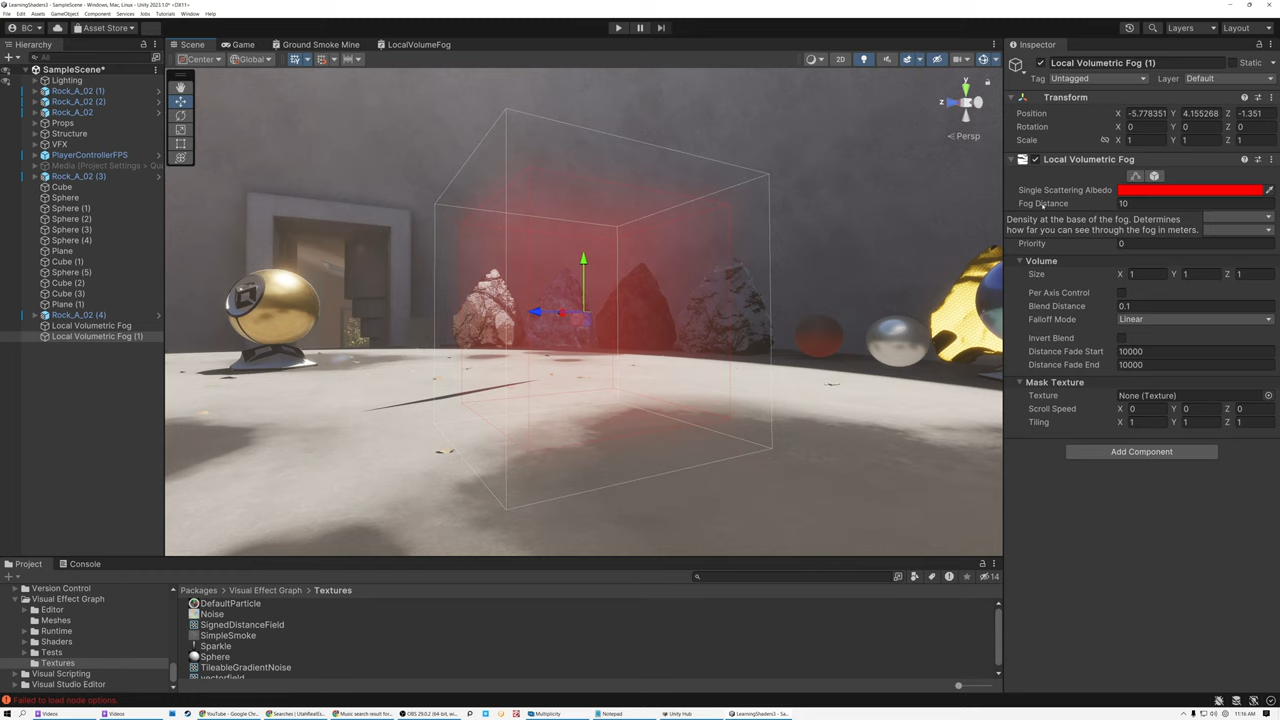 LearningShaders3 - SampleScene - Windows, Mac, Linux - Unity 2023.1.0* <DX11>
File Edit Assets GameObject Component Services Jobs Tutorials Window Help
BC Asset Store Layers Layout
Hierarchy Scene Game Ground Smoke Mine LocalVolumeFog Inspector
All Center Global 2D
SampleScene*
Lighting
Rock_A_02 (1)
Rock_A_02 (2)
Rock_A_02
Props
Structure
VFX
PlayerControllerFPS
Media (Project Settings > Qu
Rock_A_02 (3)
Cube
Sphere
Sphere (1)
Sphere (2)
Sphere (3)
Sphere (4)
Plane
Cube (1)
Sphere (5)
Cube (2)
Cube (3)
Plane (1)
Rock_A_02 (4)
Local Volumetric Fog
Local Volumetric Fog (1)
y
z
Persp
Local Volumetric Fog (1) Static
Tag Untagged Layer Default
Transform
Position X -5.778351 Y 4.155268 Z -1.351
Rotation X 0 Y 0 Z 0
Scale X 1 Y 1 Z 1
Local Volumetric Fog
Single Scattering Albedo
Fog Distance 10
Density at the base of the fog. Determines
how far you can see through the fog in meters.
Priority 0
Volume
Size X 1 Y 1 Z 1
Per Axis Control
Blend Distance 0.1
Falloff Mode Linear
Invert Blend
Distance Fade Start 10000
Distance Fade End 10000
Mask Texture
Texture None (Texture)
Scroll Speed X 0 Y 0 Z 0
Tiling X 1 Y 1 Z 1
Add Component
Project Console
14
Version Control
Visual Effect Graph
Editor
Meshes
Runtime
Shaders
Tests
Textures
Visual Scripting
Visual Studio Editor
Packages > Visual Effect Graph > Textures
DefaultParticle
Noise
SignedDistanceField
SimpleSmoke
Sparkle
Sphere
TileableGradientNoise
vectorfield
Failed to load node options.
Videos Videos YouTube - Google Chr... Searches | UtahRealEs... Music search result for... OBS 29.0.2 (64-bit, w... Multiplicity Notepad Unity Hub LearningShaders3 - Sa... 11:16 AM